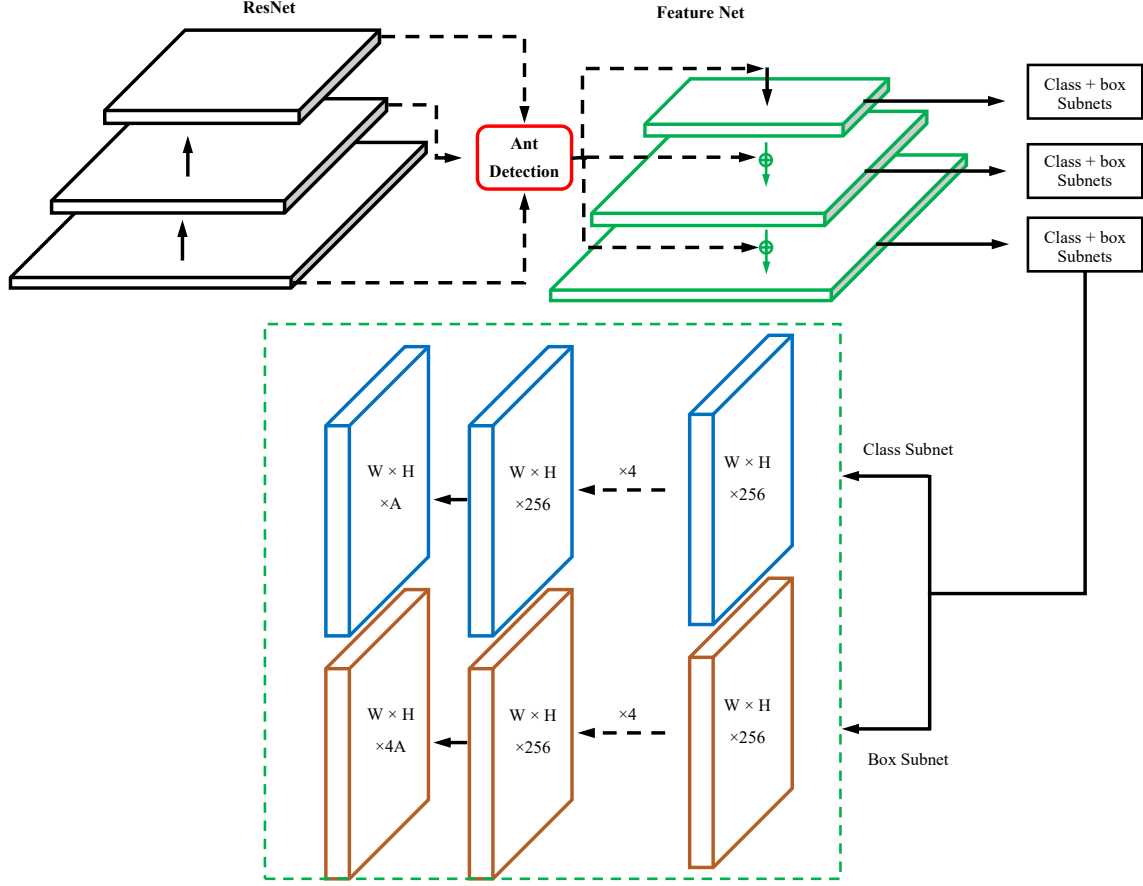 ResNet
Feature Net
Ant
Detection
Class + box
Subnets
Class + box
Subnets
Class + box
Subnets
Class Subnet
W × H
×A
W × H
×256
×4
W × H
×256
W × H
×4A
W × H
×256
×4
W × H
×256
Box Subnet